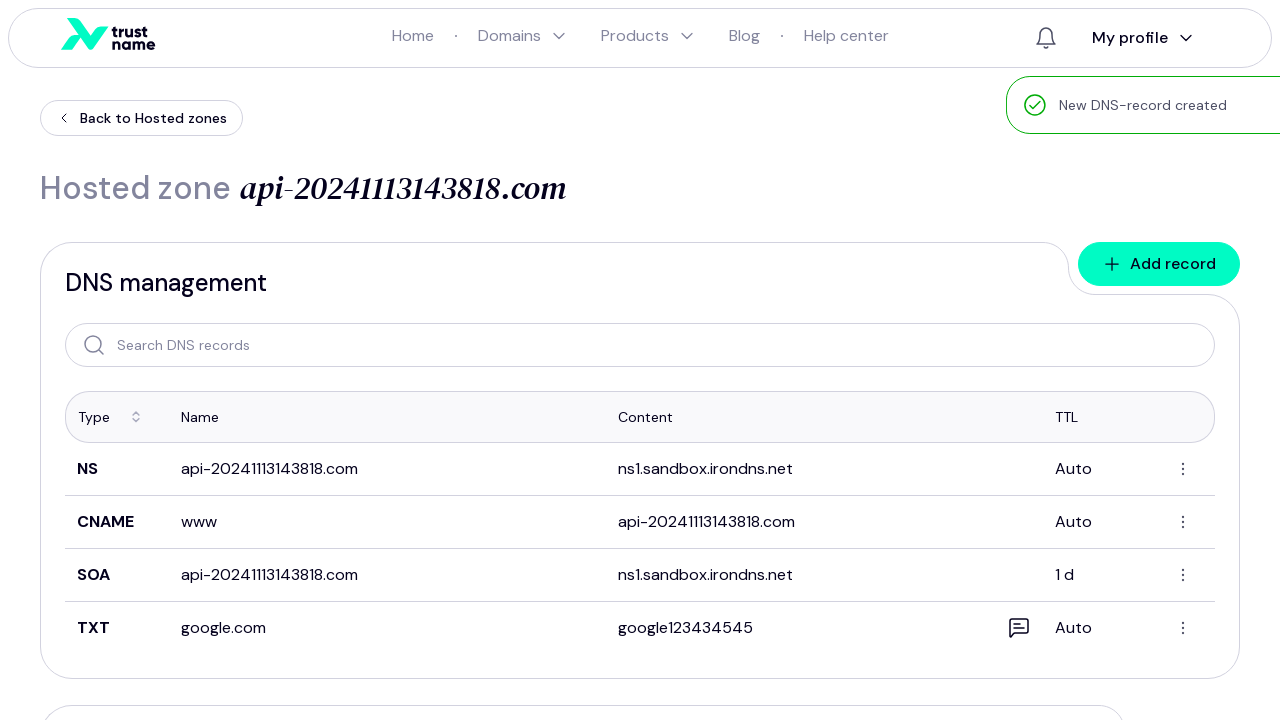 trust
name
Home · Domains Products Blog · Help center
My profile
New DNS-record created
Back to Hosted zones
Hosted zone api-20241113143818.com
DNS management
Add record
Search DNS records
Type Name Content TTL
NS api-20241113143818.com ns1.sandbox.irondns.net Auto
CNAME www api-20241113143818.com Auto
SOA api-20241113143818.com ns1.sandbox.irondns.net 1 d
TXT google.com google123434545 Auto